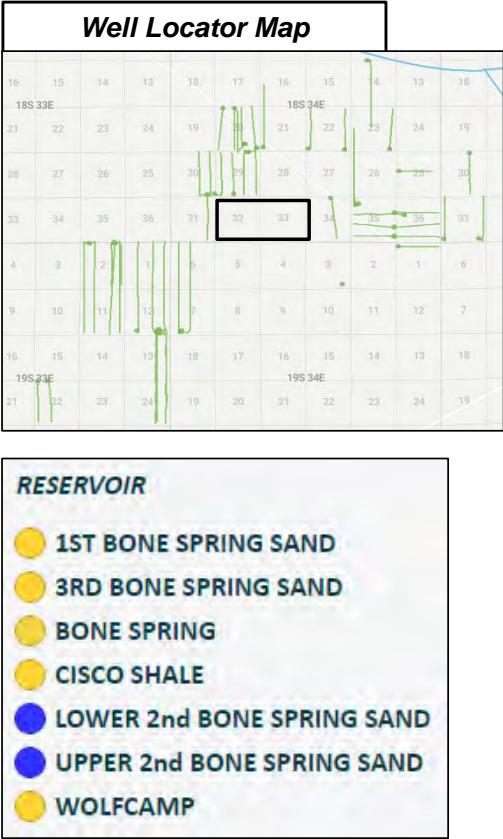 Well Locator Map
16 15 14 13 18 17 16 15 14 13 18
18S 33E 18S 34E
21 22 23 24 19 20 21 22 23 24 19
28 27 26 25 30 29 28 27 26 25 30
33 34 35 36 31 32 33 34 35 36 31
4 3 2 1 6 5 4 3 2 1 6
9 10 11 12 7 8 9 10 11 12 7
16 15 14 13 18 17 16 15 14 13 18
19S 33E 19S 34E
21 22 23 24 19 20 21 22 23 24 19
RESERVOIR
1ST BONE SPRING SAND
3RD BONE SPRING SAND
BONE SPRING
CISCO SHALE
LOWER 2nd BONE SPRING SAND
UPPER 2nd BONE SPRING SAND
WOLFCAMP